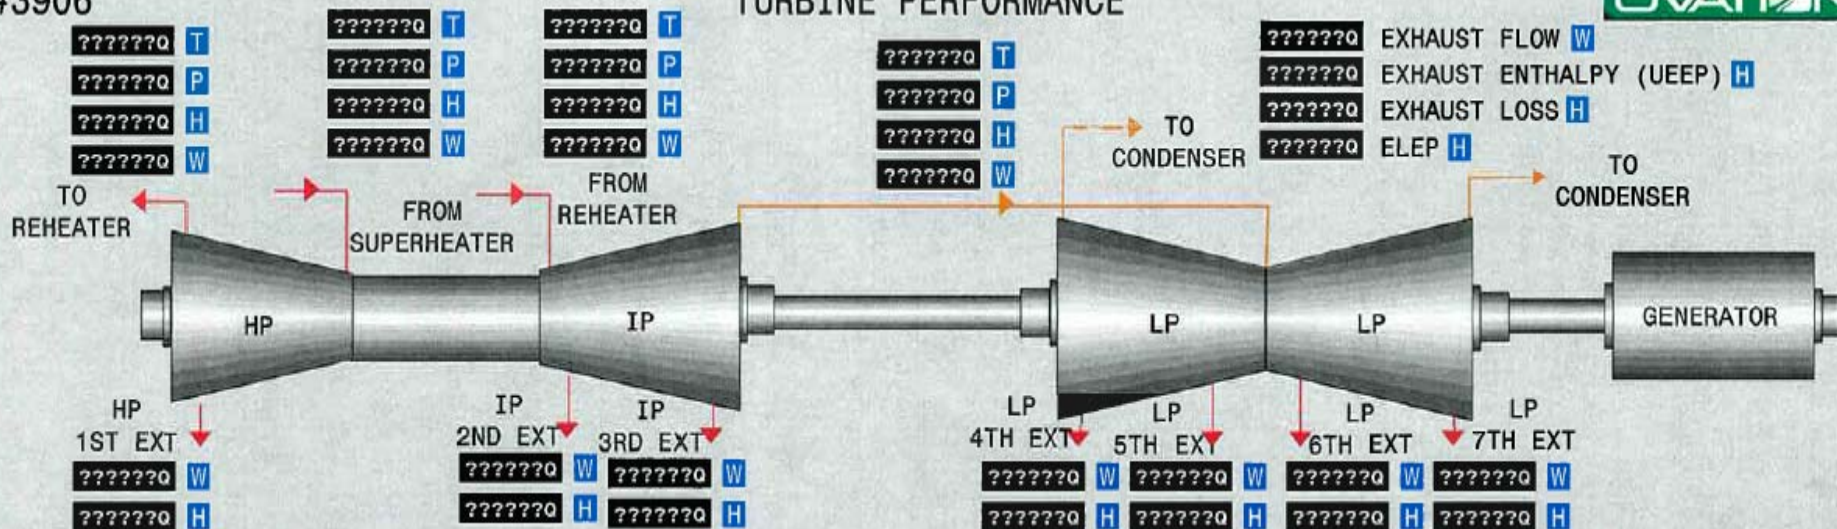 43906
TURBINE PERFORMANCE
OVATION
??????Q T
??????Q P
??????Q H
??????Q W
??????Q T
??????Q P
??????Q H
??????Q W
??????Q T
??????Q P
??????Q H
??????Q W
??????Q T
??????Q P
??????Q H
??????Q W
??????Q EXHAUST FLOW W
??????Q EXHAUST ENTHALPY (UEEP) H
??????Q EXHAUST LOSS H
??????Q ELEP H
TO
REHEATER
FROM
SUPERHEATER
FROM
REHEATER
TO
CONDENSER
TO
CONDENSER
HP
IP
LP
LP
GENERATOR
HP
1ST EXT
??????Q W
??????Q H
IP
2ND EXT
??????Q W
??????Q H
IP
3RD EXT
??????Q W
??????Q H
LP
4TH EXT
??????Q W
??????Q H
LP
5TH EXT
??????Q W
??????Q H
LP
6TH EXT
??????Q W
??????Q H
LP
7TH EXT
??????Q W
??????Q H